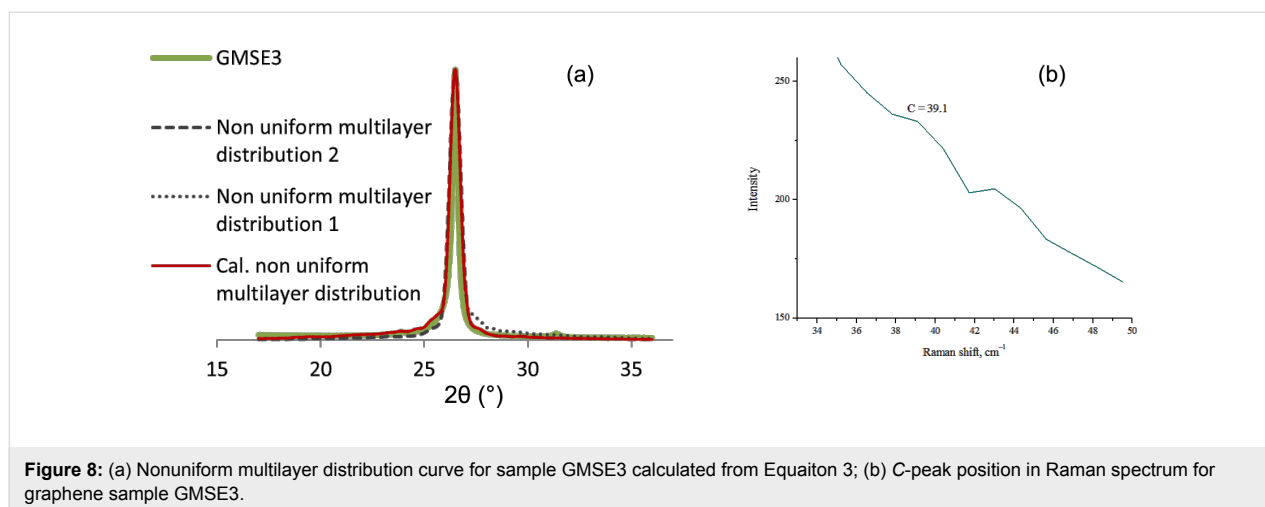 GMSE3
(a)
Non uniform multilayer
distribution 2
Non uniform multilayer
distribution 1
Cal. non uniform
multilayer distribution
15
20
25
30
35
2θ (°)
(b)
C = 39.1
250
200
150
Intensity
34
36
38
40
42
44
46
48
50
Raman shift, cm⁻¹
Figure 8: (a) Nonuniform multilayer distribution curve for sample GMSE3 calculated from Equaiton 3; (b) C-peak position in Raman spectrum for
graphene sample GMSE3.